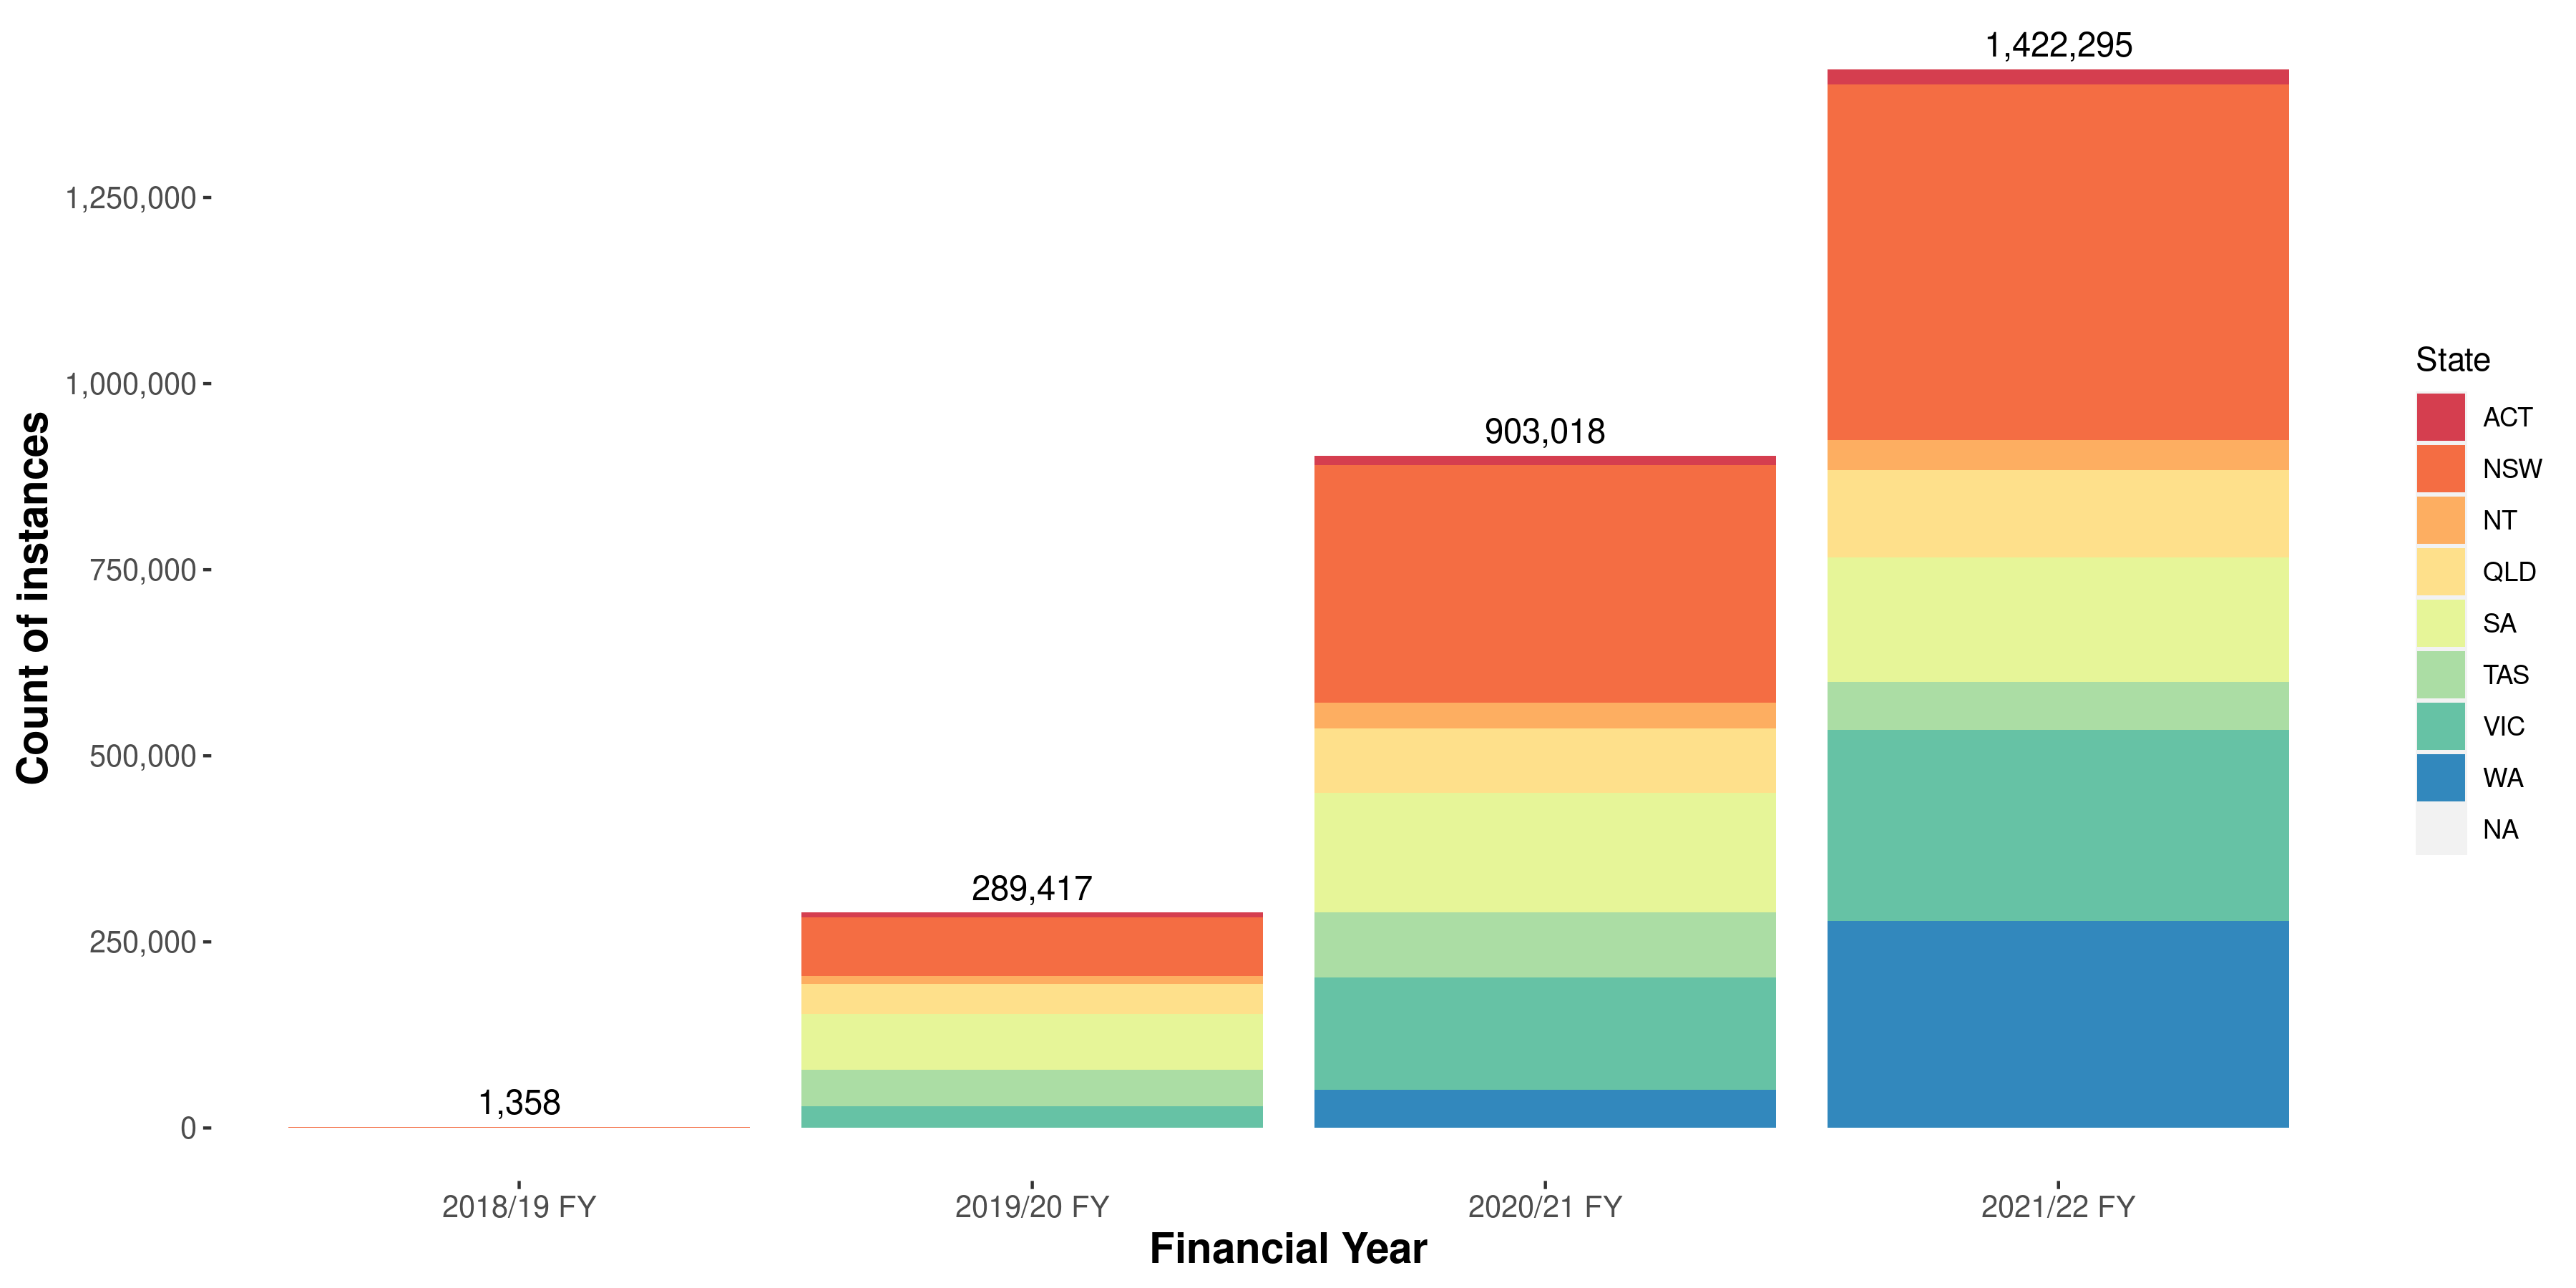 1,422,295
1,250,000
1,000,000
903,018
750,000
500,000
289,417
250,000
1,358
0
Count of instances
2018/19 FY
2019/20 FY
2020/21 FY
2021/22 FY
Financial Year
State
ACT
NSW
NT
QLD
SA
TAS
VIC
WA
NA